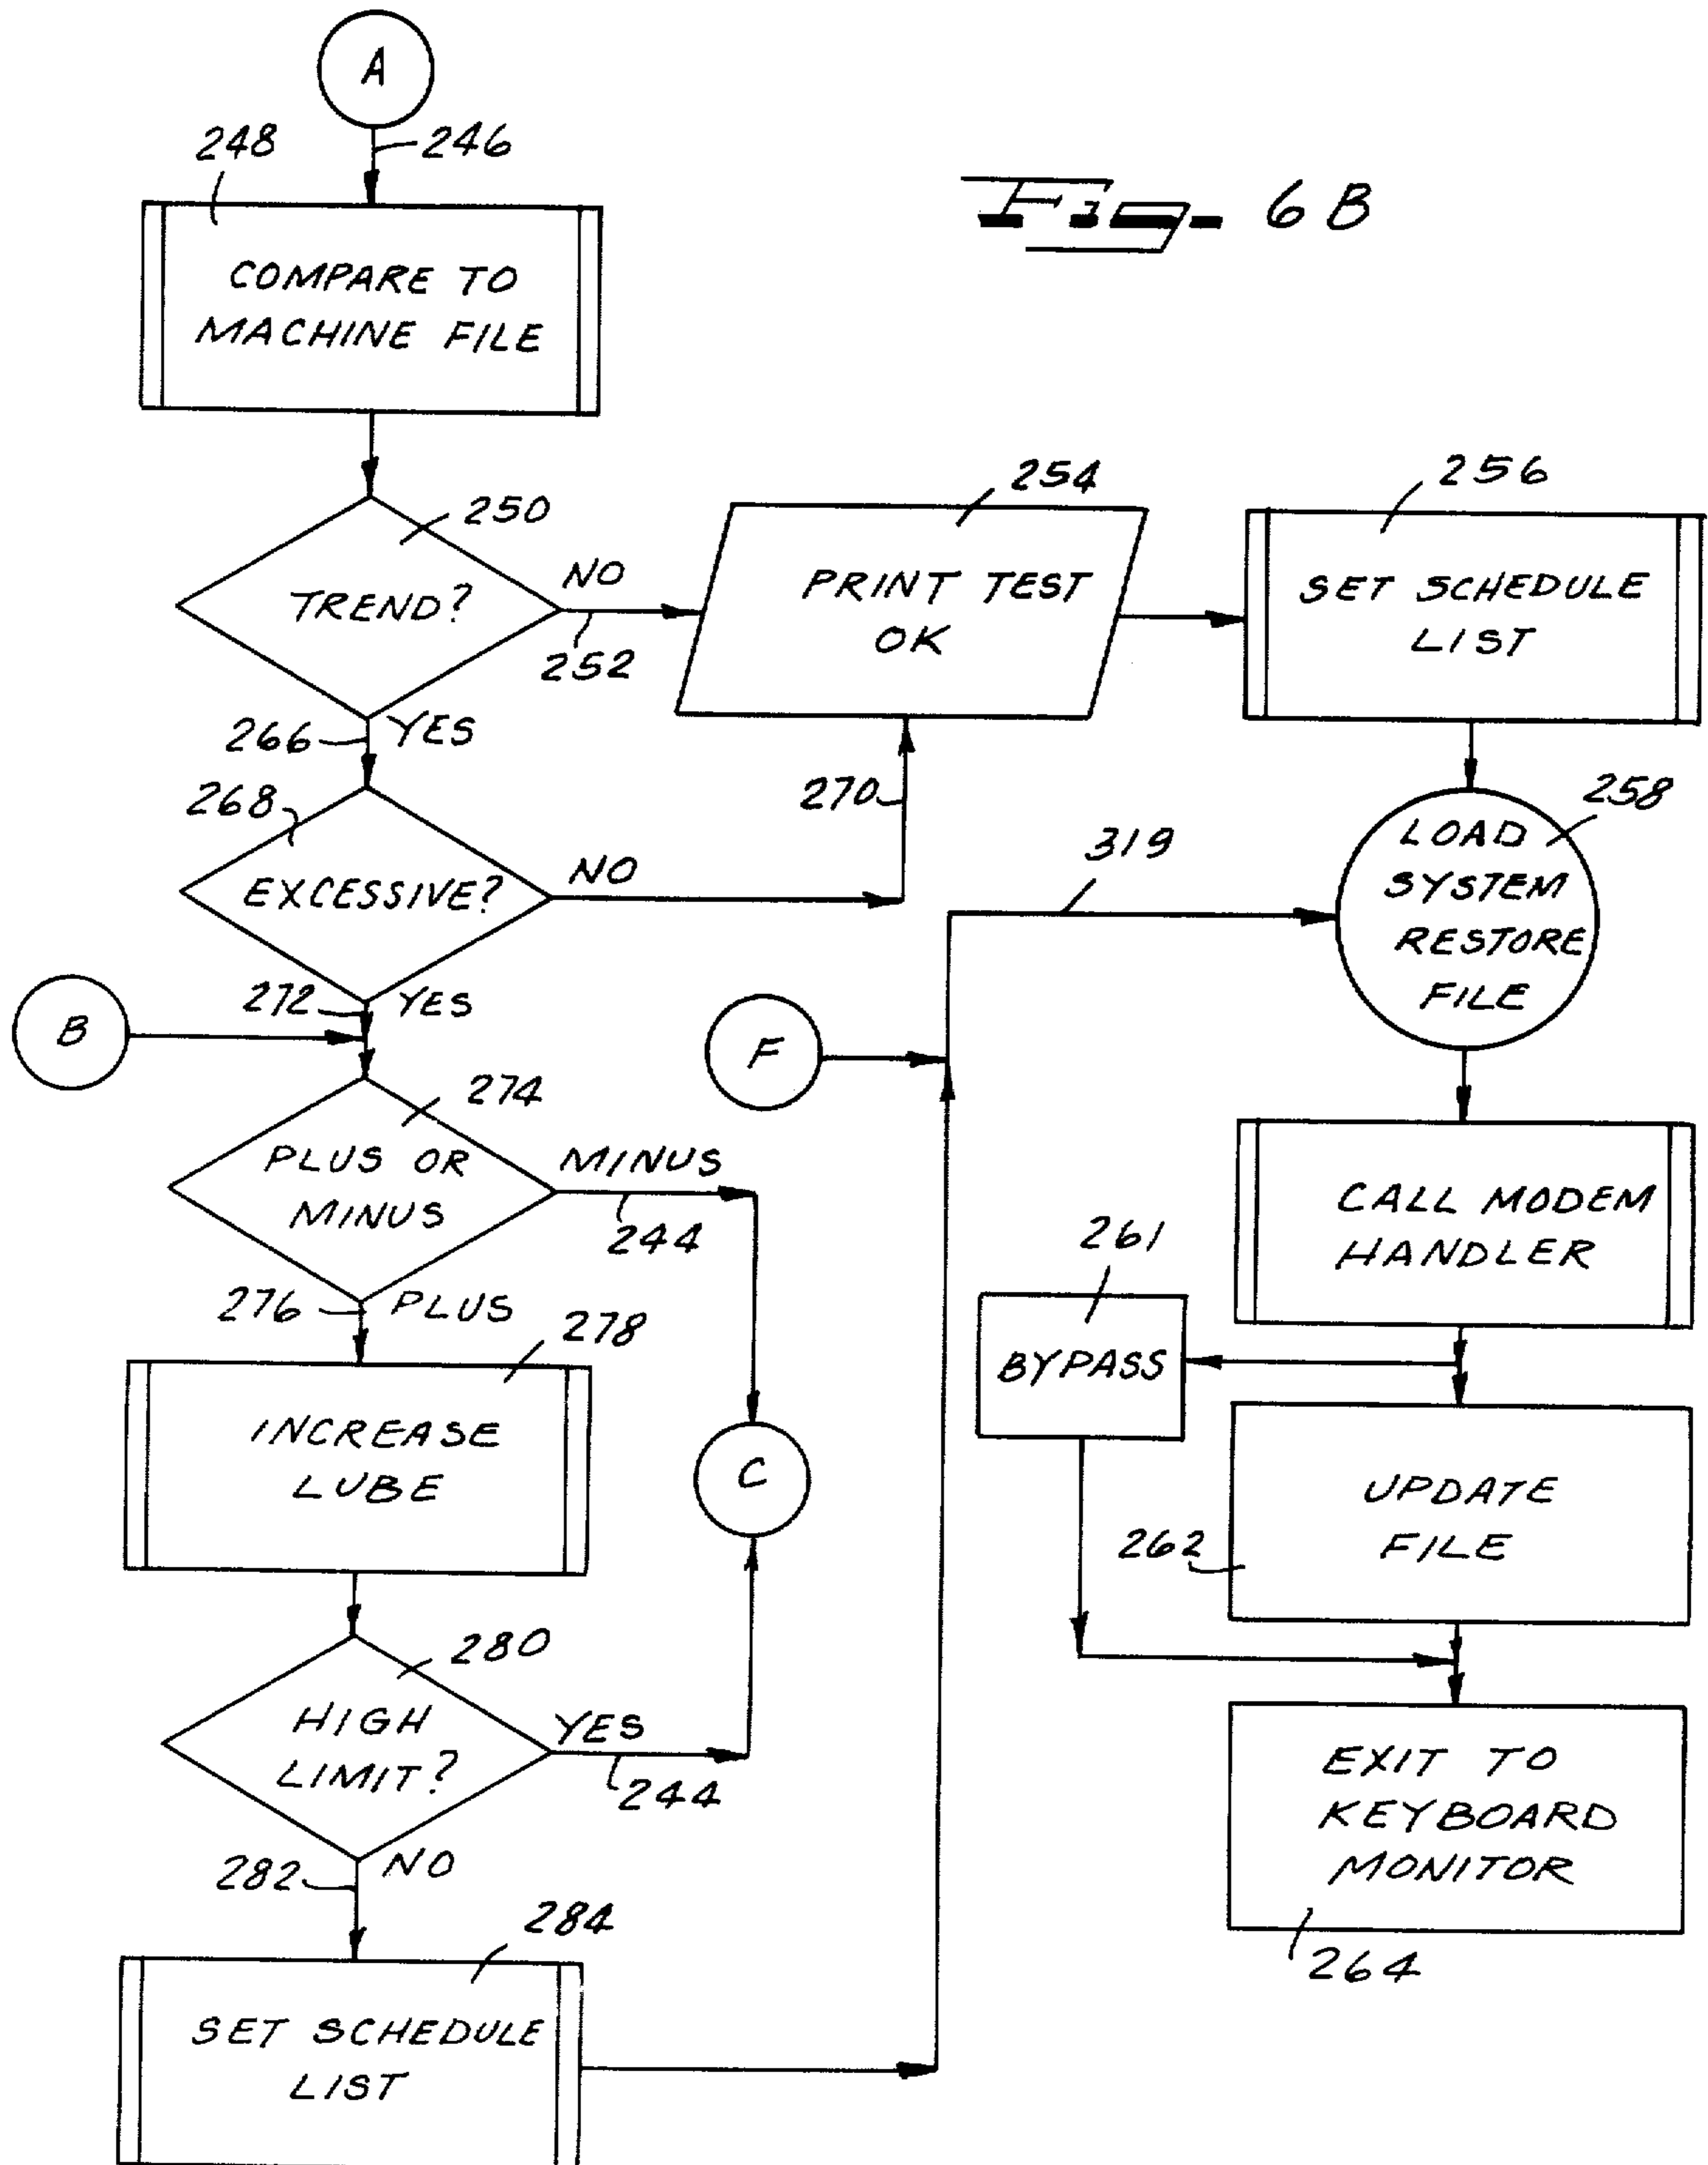 A
248
246
Fig. 6B
COMPARE TO
MACHINE FILE
250
TREND?
NO
252
254
PRINT TEST
OK
256
SET SCHEDULE
LIST
266
YES
268
EXCESSIVE?
NO
270
258
LOAD
SYSTEM
RESTORE
FILE
319
272
YES
B
F
274
PLUS OR
MINUS
MINUS
244
CALL MODEM
HANDLER
276
PLUS
278
INCREASE
LUBE
C
261
BYPASS
UPDATE
FILE
262
280
HIGH
LIMIT?
YES
244
EXIT TO
KEYBOARD
MONITOR
264
282
NO
284
SET SCHEDULE
LIST